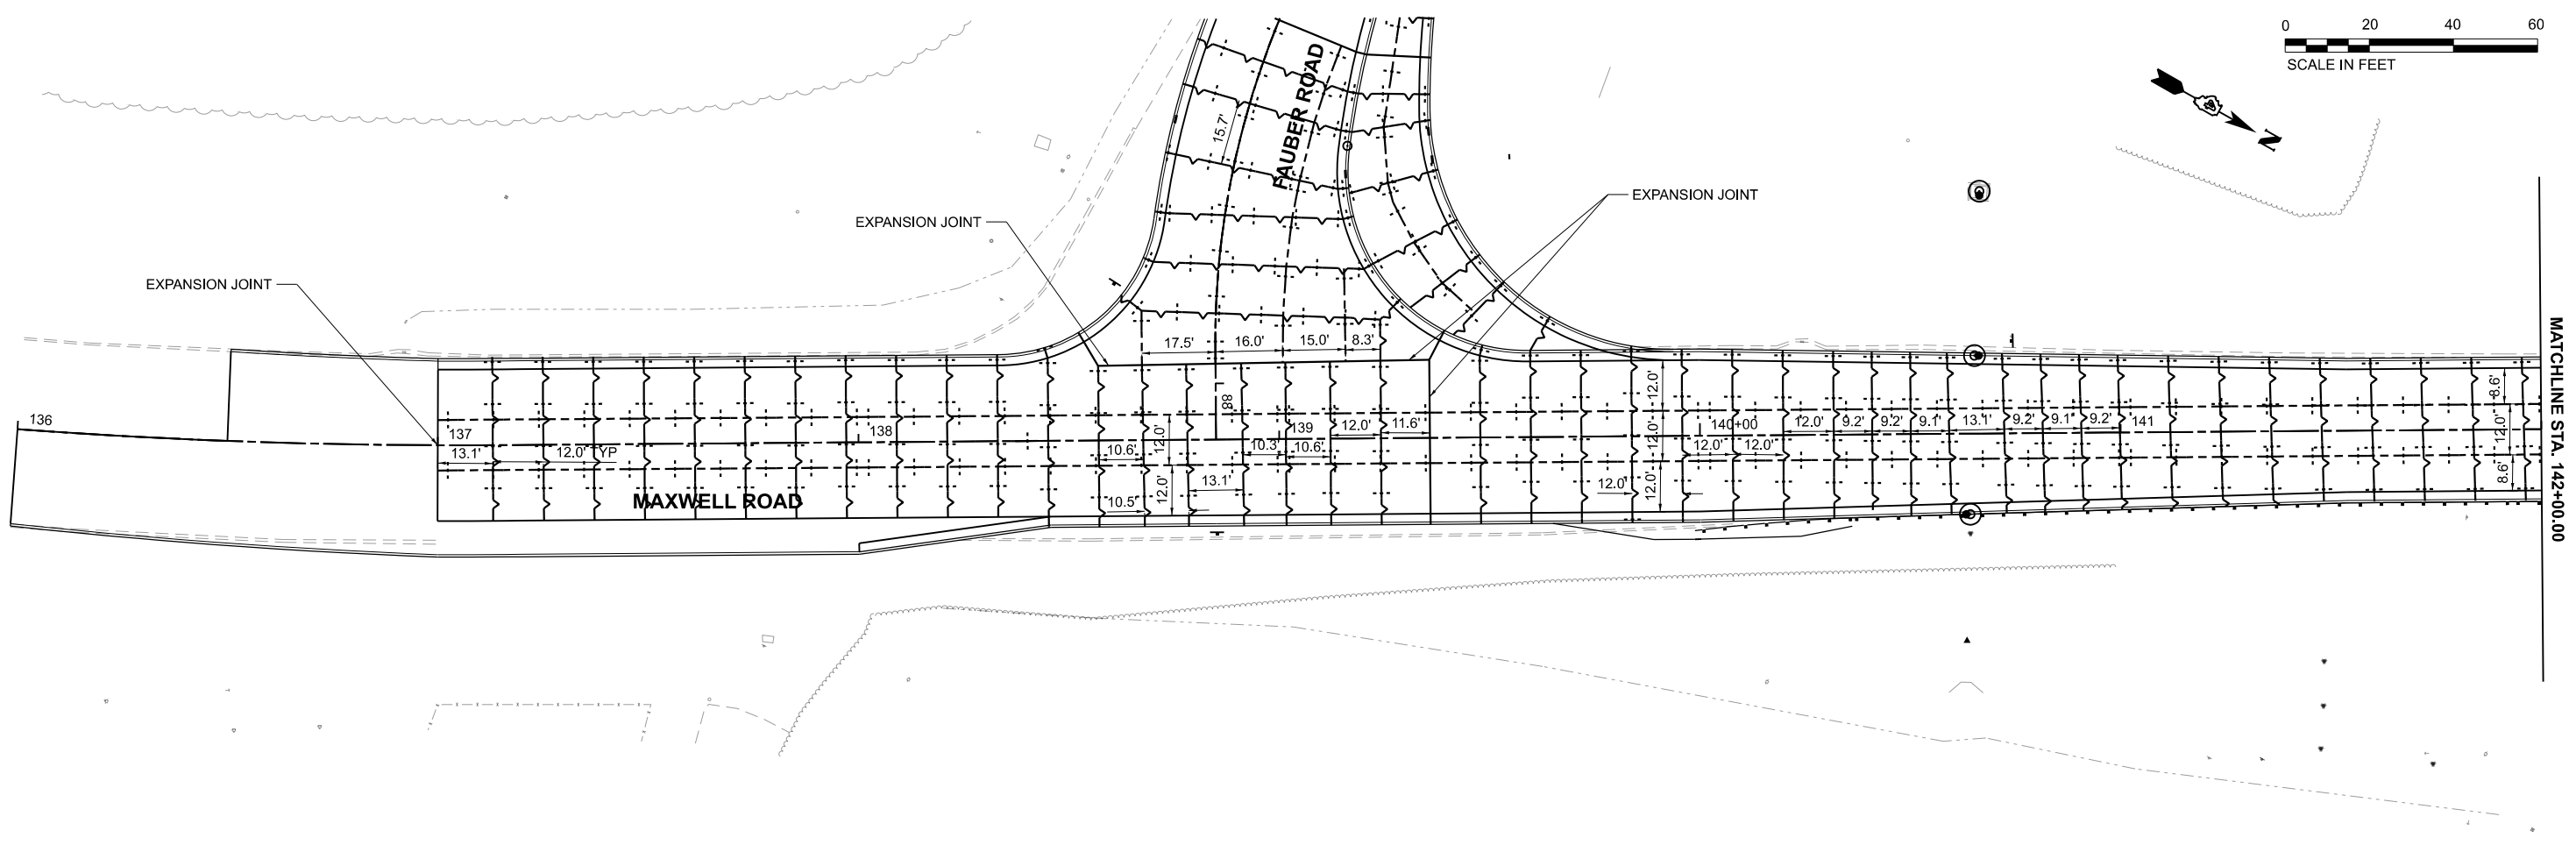 0 20 40 60
SCALE IN FEET
N
FAUBER ROAD
15.7'
EXPANSION JOINT
EXPANSION JOINT
EXPANSION JOINT
17.5' 16.0' 15.0' 8.3'
88
136
137
138
139
140+00
141
13.1'
12.0' TYP
MAXWELL ROAD
10.6'
12.0'
10.5'
12.0'
13.1'
10.3' 10.6'
12.0' 11.6'
12.0'
12.0'
12.0'
12.0'
12.0' 12.0'
12.0' 9.2' 9.2' 9.1' 13.1' 9.2' 9.1' 9.2'
8.6'
12.0'
8.6'
MATCHLINE STA. 142+00.00